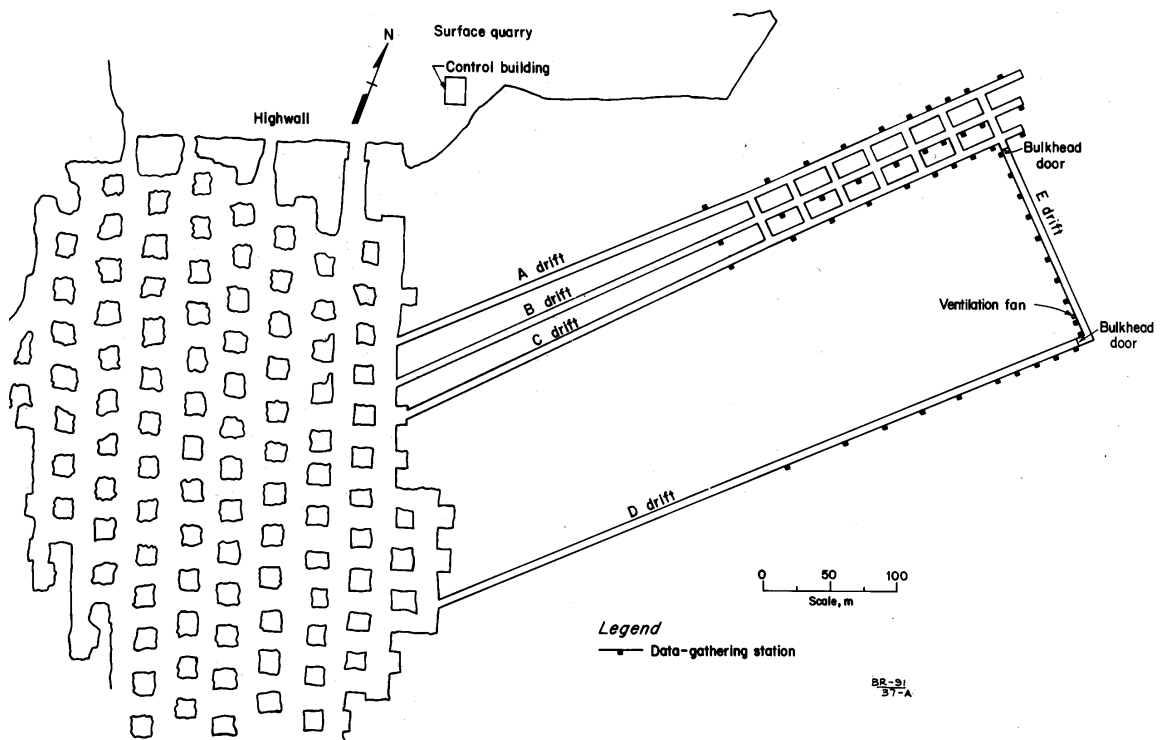 N
Surface quarry
Control building
Highwall
Bulkhead
door
E drift
A drift
B drift
C drift
Ventilation fan
Bulkhead
door
D drift
0 50 100
Scale, m
Legend
Data-gathering station
BR-91
37-A